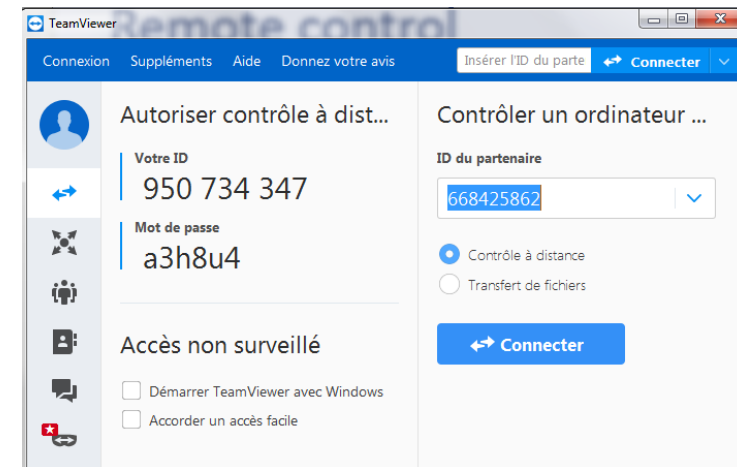 Remote control
TeamViewer
Connexion Suppléments Aide Donnez votre avis
Insérer l'ID du parte
Connecter
Autoriser contrôle à dist...
Votre ID
950 734 347
Mot de passe
a3h8u4
Accès non surveillé
Démarrer TeamViewer avec Windows
Accorder un accès facile
Contrôler un ordinateur ...
ID du partenaire
668425862
Contrôle à distance
Transfert de fichiers
Connecter